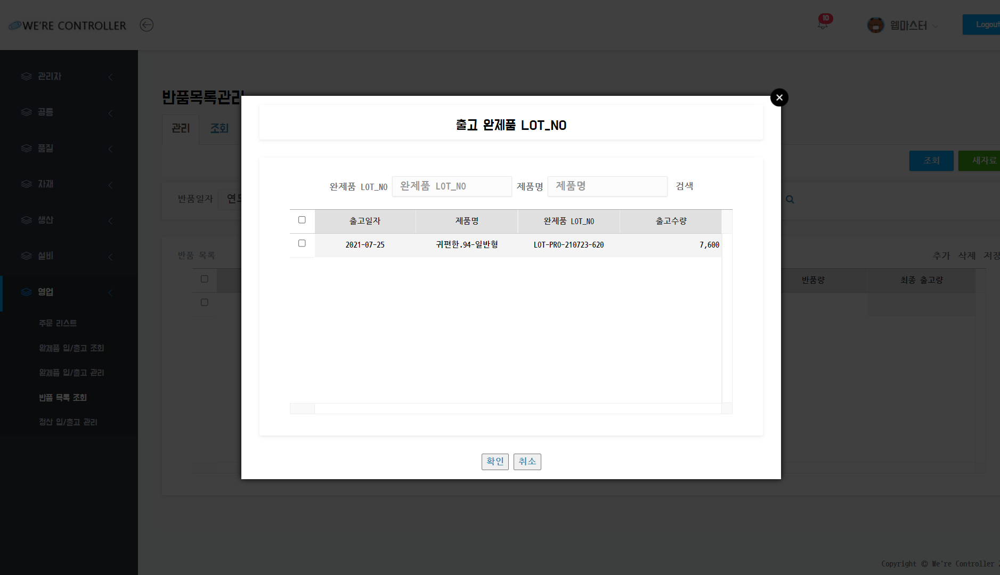 WE'RE CONTROLLER
10
웹마스터
Logout
관리자
공통
품질
자재
생산
설비
영업
주문 리스트
완제품 입/출고 조회
완제품 입/출고 관리
반품 목록 조회
정산 입/출고 관리
반품목록관리
관리 조회
조회 새자료
반품일자
반품 목록
추가 삭제 저장
반품량 최종 출고량
출고 완제품 LOT_NO
완제품 LOT_NO 완제품 LOT_NO 제품명 제품명 검색
출고일자 제품명 완제품 LOT_NO 출고수량
2021-07-25 귀편한.94-일반형 LOT-PRO-210723-620 7,600
확인 취소
Copyright © We're Controller